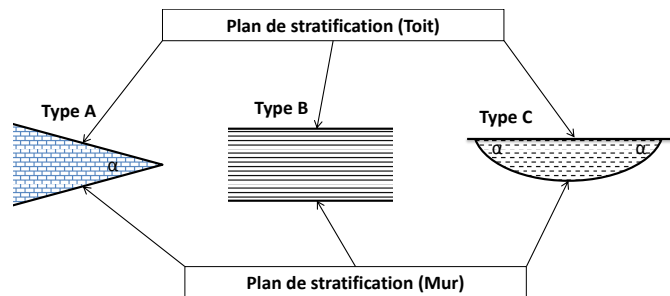 Plan de stratification (Toit)
Type A
Type B
Type C
α
α
α
Plan de stratification (Mur)